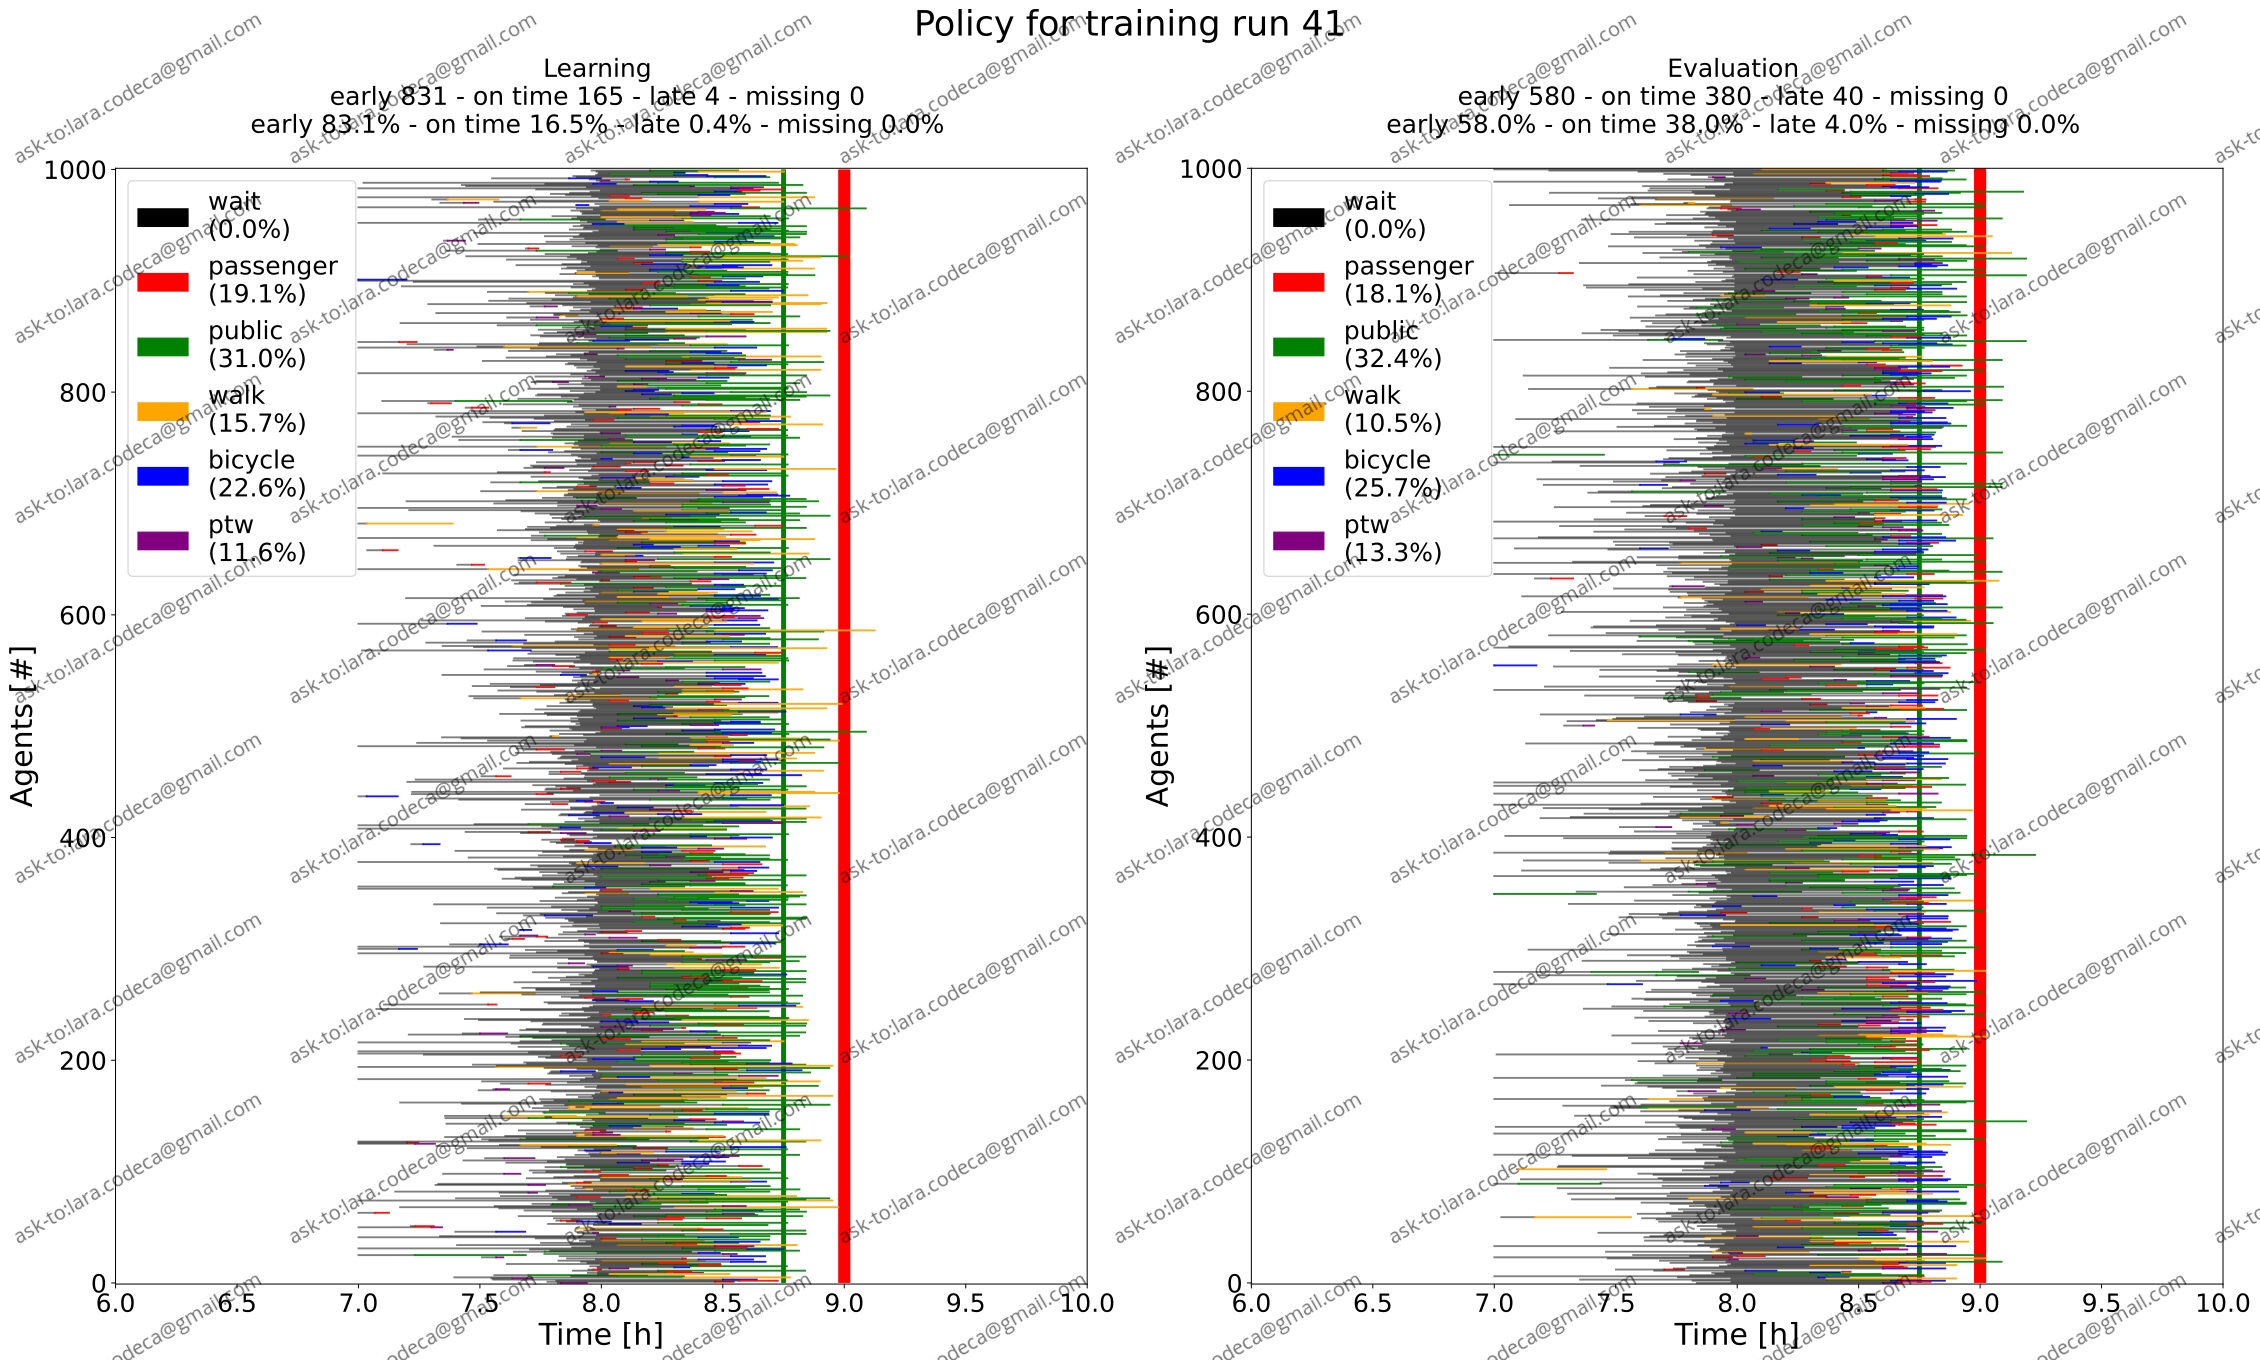 Policy for training run 41
Learning
early 831 - on time 165 - late 4 - missing 0
early 83.1% - on time 16.5% - late 0.4% - missing 0.0%
Agents [#]
1000
800
600
400
200
0
wait
(0.0%)
passenger
(19.1%)
public
(31.0%)
walk
(15.7%)
bicycle
(22.6%)
ptw
(11.6%)
6.0 6.5 7.0 7.5 8.0 8.5 9.0 9.5 10.0
Time [h]
Evaluation
early 580 - on time 380 - late 40 - missing 0
early 58.0% - on time 38.0% - late 4.0% - missing 0.0%
Agents [#]
1000
800
600
400
200
0
wait
(0.0%)
passenger
(18.1%)
public
(32.4%)
walk
(10.5%)
bicycle
(25.7%)
ptw
(13.3%)
6.0 6.5 7.0 7.5 8.0 8.5 9.0 9.5 10.0
Time [h]
ask-to:lara.codeca@gmail.com